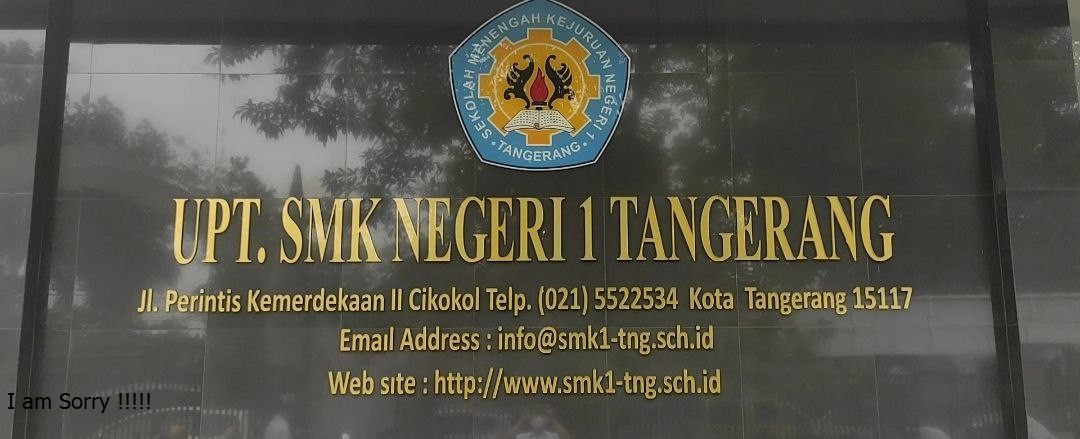 SEKOLAH MENENGAH KEJURUAN NEGERI 1
• TANGERANG •
UPT. SMK NEGERI 1 TANGERANG
Jl. Perintis Kemerdekaan II Cikokol Telp. (021) 5522534 Kota Tangerang 15117
Email Address : info@smk1-tng.sch.id
Web site : http://www.smk1-tng.sch.id
I am Sorry !!!!!